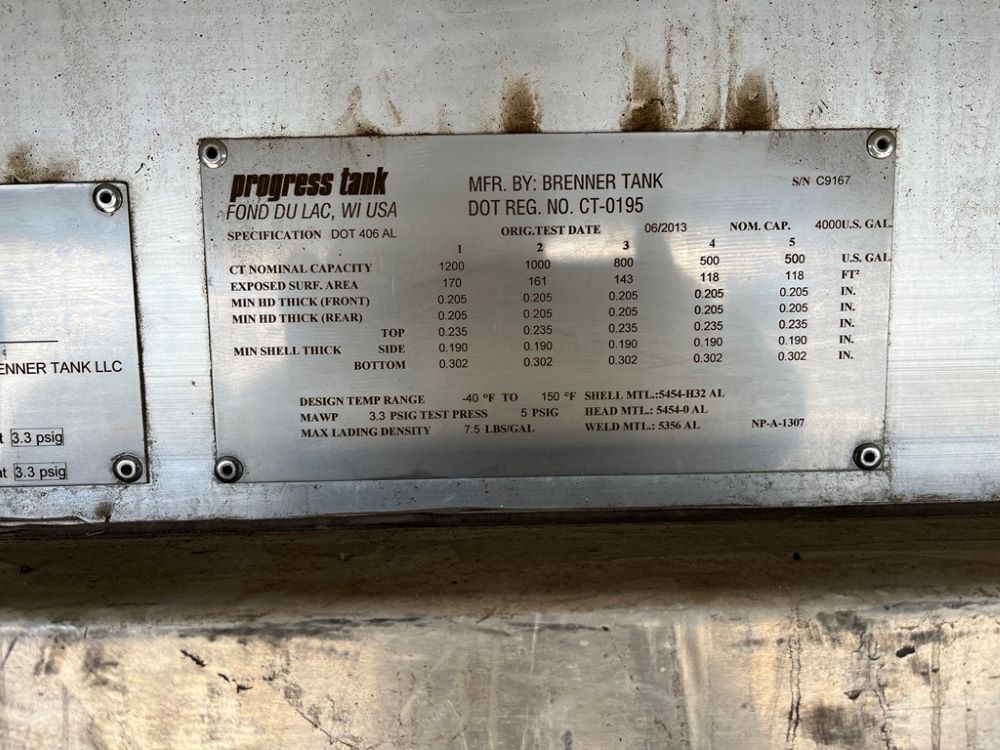 progress tank
FOND DU LAC, WI USA
MFR. BY: BRENNER TANK
DOT REG. NO. CT-0195
S/N C9167
SPECIFICATION DOT 406 AL ORIG.TEST DATE 06/2013 NOM. CAP. 4000U.S. GAL.
1 2 3 4 5
CT NOMINAL CAPACITY 1200 1000 800 500 500 U.S. GAL
EXPOSED SURF. AREA 170 161 143 118 118 FT²
MIN HD THICK (FRONT) 0.205 0.205 0.205 0.205 0.205 IN.
MIN HD THICK (REAR) 0.205 0.205 0.205 0.205 0.205 IN.
TOP 0.235 0.235 0.235 0.235 0.235 IN.
MIN SHELL THICK SIDE 0.190 0.190 0.190 0.190 0.190 IN.
BOTTOM 0.302 0.302 0.302 0.302 0.302 IN.
DESIGN TEMP RANGE -40 °F TO 150 °F SHELL MTL.:5454-H32 AL
MAWP 3.3 PSIG TEST PRESS 5 PSIG HEAD MTL.: 5454-0 AL
MAX LADING DENSITY 7.5 LBS/GAL WELD MTL.: 5356 AL NP-A-1307
ENNER TANK LLC
at 3.3 psig
at 3.3 psig